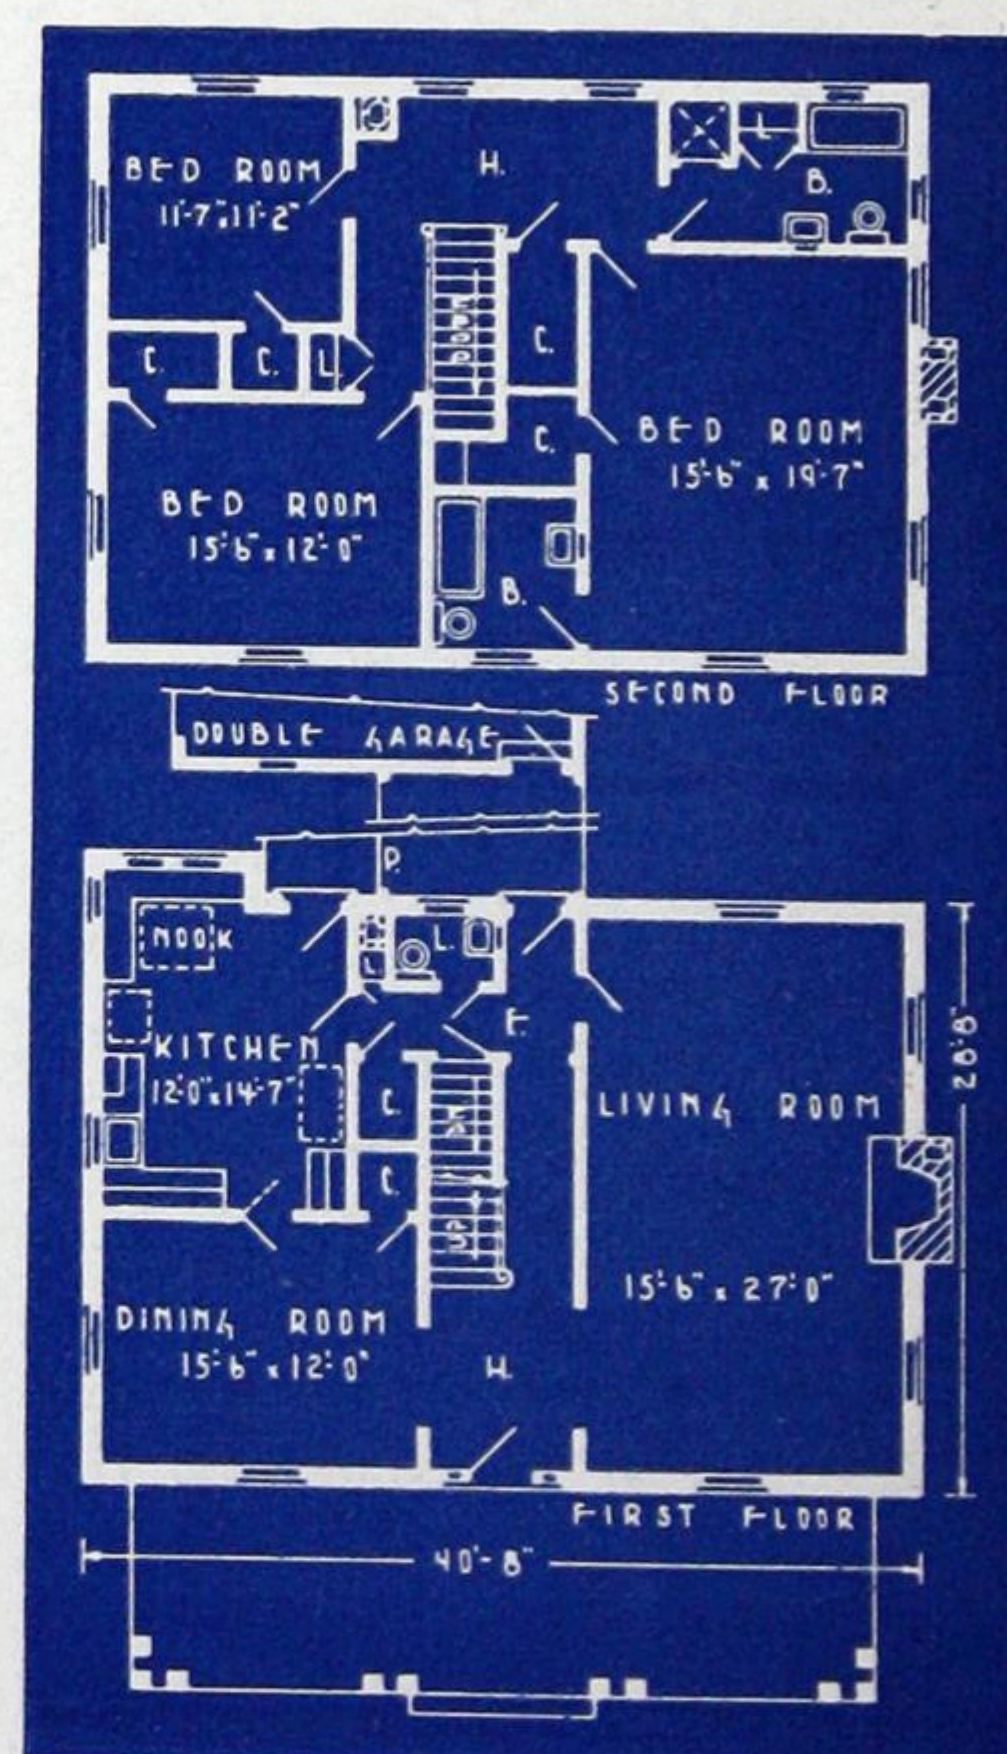 BED ROOM
11'-7" x 11'-2"
H.
L.
B.
C.
C.
L.
C.
C.
BED ROOM
15'-6" x 19'-7"
BED ROOM
15'-6" x 12'-0"
B.
SECOND FLOOR
DOUBLE GARAGE
P.
NOOK
L.
KITCHEN
12'-0" x 14'-7"
C.
LIVING ROOM
28'-8"
C.
15'-6" x 27'-0"
DINING ROOM
15'-6" x 12'-0"
H.
FIRST FLOOR
40'-8"